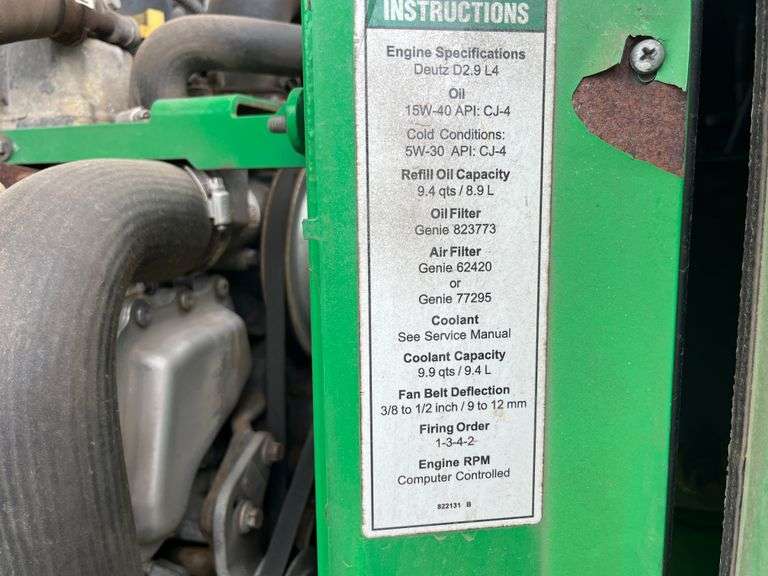 INSTRUCTIONS
Engine Specifications
Deutz D2.9 L4
Oil
15W-40 API: CJ-4
Cold Conditions:
5W-30 API: CJ-4
Refill Oil Capacity
9.4 qts / 8.9 L
Oil Filter
Genie 823773
Air Filter
Genie 62420
or
Genie 77295
Coolant
See Service Manual
Coolant Capacity
9.9 qts / 9.4 L
Fan Belt Deflection
3/8 to 1/2 inch / 9 to 12 mm
Firing Order
1-3-4-2
Engine RPM
Computer Controlled
822131 B